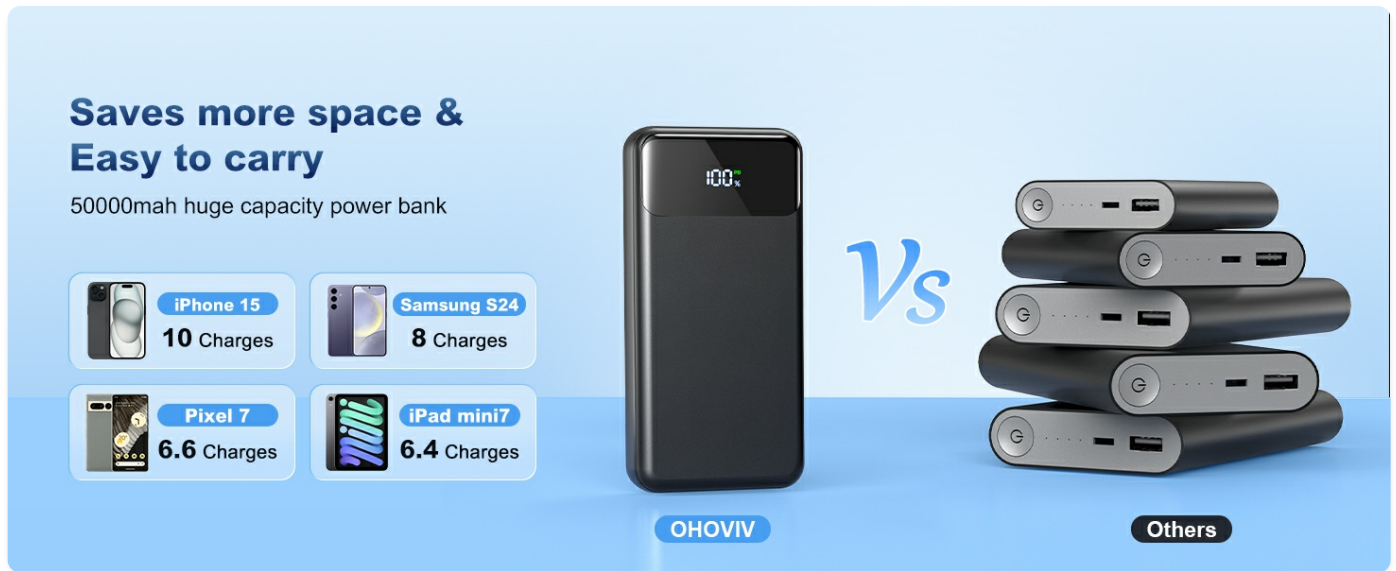 Saves more space &
Easy to carry
50000mah huge capacity power bank
iPhone 15
10 Charges
Samsung S24
8 Charges
Pixel 7
6.6 Charges
iPad mini7
6.4 Charges
100%
Vs
OHOVIV
Others